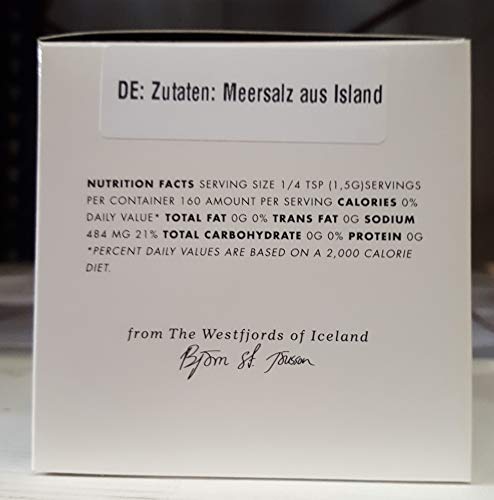 DE: Zutaten: Meersalz aus Island
NUTRITION FACTS SERVING SIZE 1/4 TSP (1,5G)SERVINGS
PER CONTAINER 160 AMOUNT PER SERVING CALORIES 0%
DAILY VALUE* TOTAL FAT 0G 0% TRANS FAT 0G SODIUM
484 MG 21% TOTAL CARBOHYDRATE 0G 0% PROTEIN 0G
*PERCENT DAILY VALUES ARE BASED ON A 2,000 CALORIE
DIET.
from The Westfjords of Iceland
Björn